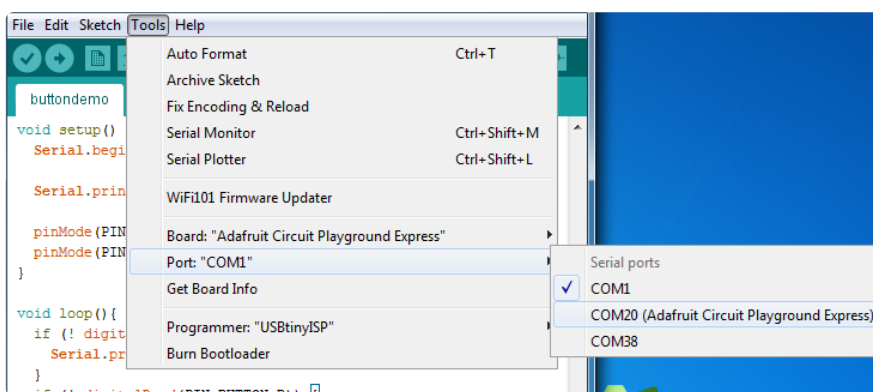 File Edit Sketch Tools Help
Auto Format Ctrl+T
Archive Sketch
Fix Encoding & Reload
Serial Monitor Ctrl+Shift+M
Serial Plotter Ctrl+Shift+L
WiFi101 Firmware Updater
Board: "Adafruit Circuit Playground Express"
Port: "COM1"
Get Board Info
Programmer: "USBtinyISP"
Burn Bootloader
Serial ports
COM1
COM20 (Adafruit Circuit Playground Express)
COM38
buttondemo
void setup()
Serial.begi
Serial.prin
pinMode(PIN
pinMode(PIN
}
void loop(){
if (! digit
Serial.pr
}